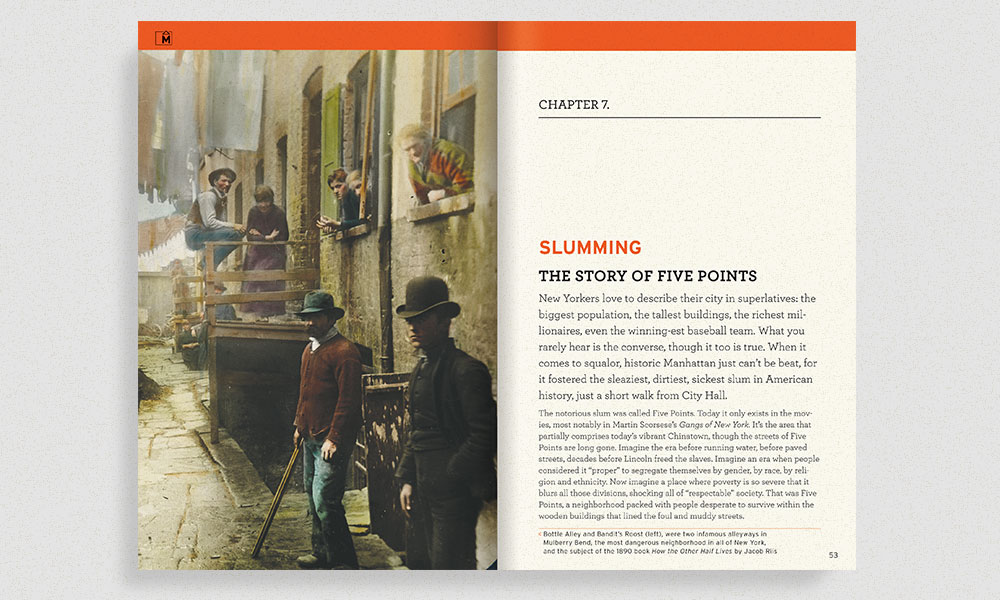 M
CHAPTER 7.
SLUMMING
THE STORY OF FIVE POINTS
New Yorkers love to describe their city in superlatives: the
biggest population, the tallest buildings, the richest mil-
lionaires, even the winning-est baseball team. What you
rarely hear is the converse, though it too is true. When it
comes to squalor, historic Manhattan just can't be beat, for
it fostered the sleaziest, dirtiest, sickest slum in American
history, just a short walk from City Hall.
The notorious slum was called Five Points. Today it only exists in the mov-
ies, most notably in Martin Scorsese's Gangs of New York. It's the area that
partially comprises today's vibrant Chinatown, though the streets of Five
Points are long gone. Imagine the era before running water, before paved
streets, decades before Lincoln freed the slaves. Imagine an era when people
considered it "proper" to segregate themselves by gender, by race, by reli-
gion and ethnicity. Now imagine a place where poverty is so severe that it
blurs all those divisions, shocking all of "respectable" society. That was Five
Points, a neighborhood packed with people desperate to survive within the
wooden buildings that lined the foul and muddy streets.
Bottle Alley and Bandit's Roost (left), were two infamous alleyways in
Mulberry Bend, the most dangerous neighborhood in all of New York,
and the subject of the 1890 book How the Other Half Lives by Jacob Riis
53